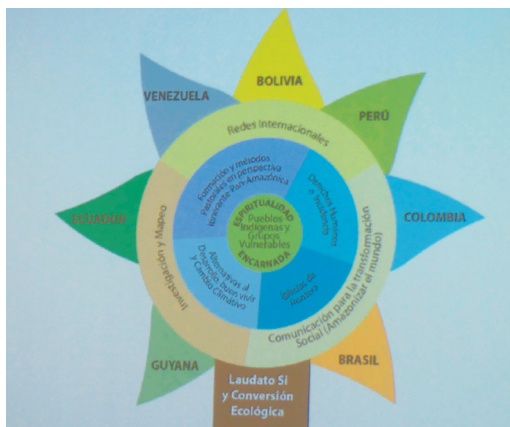 BOLIVIA
VENEZUELA
PERÚ
Redes Internacionales
Formación y métodos
Pastorales en perspectiva
Pan-Amazónica
Derechos Humanos
e Incidencia
ECUADOR
ESPIRITUALIDAD
Pueblos
Indígenas y
Grupos
Vulnerables
ENCARNADA
COLOMBIA
Investigación y Mapeo
Alternativas al
Desarrollo, buen vivir
y Cambio Climático
Iglesias de
frontera
Comunicación para la transformación
Social (Amazonizar el mundo)
GUYANA
BRASIL
Laudato Si
y Conversión
Ecológica